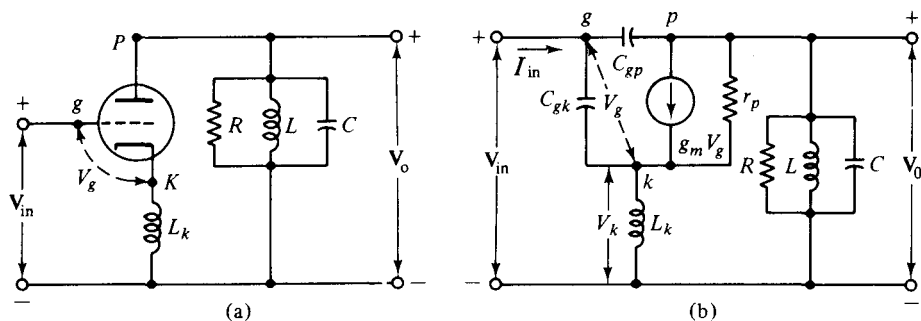 P
+
g
+
R
L
C
V_g
K
V_in
V_o
L_k
−
−
(a)
g
p
+
+
I_in
C_gp
C_gk
V_g
r_p
g_m V_g
V_in
k
R
L
C
V_0
V_k
L_k
−
−
(b)